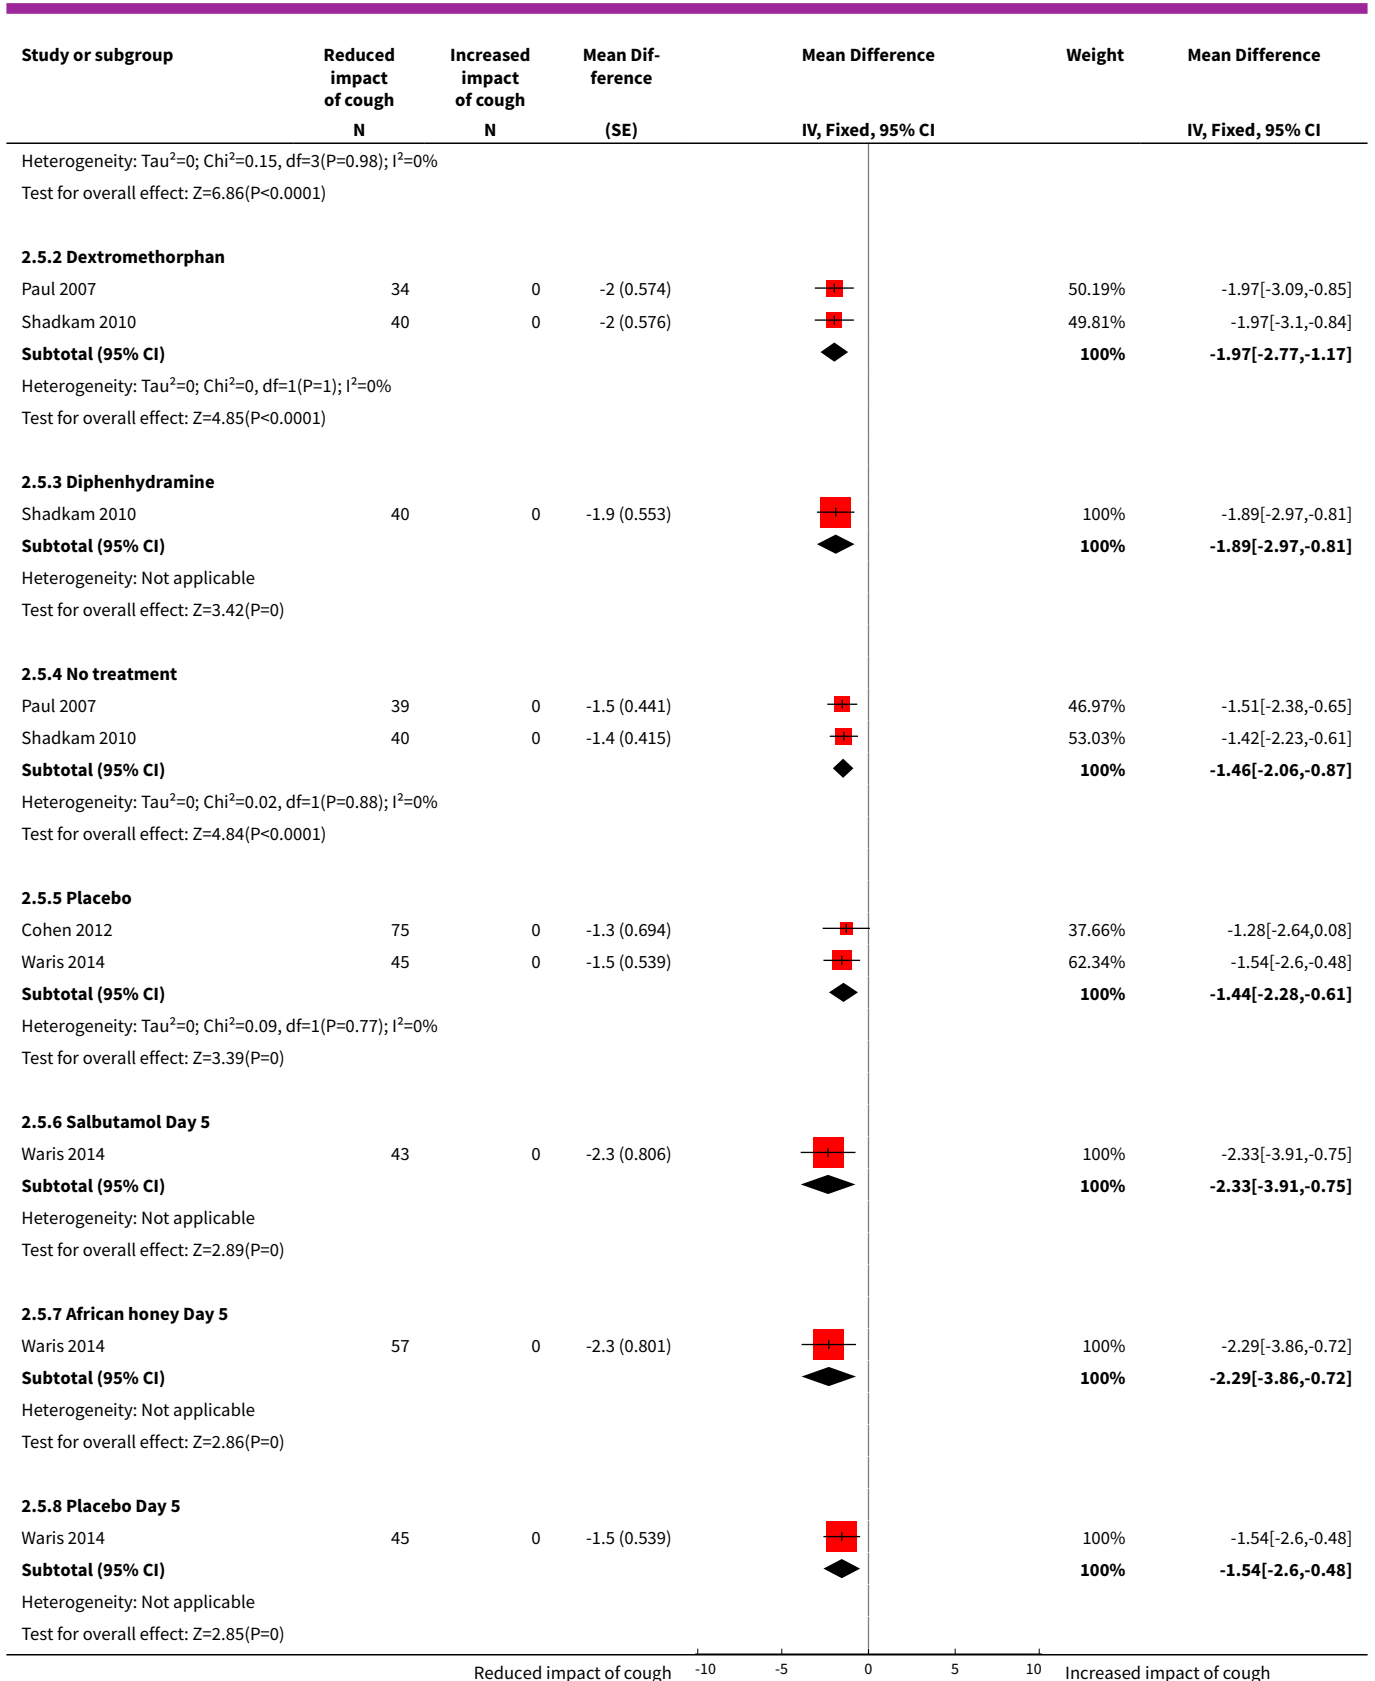 Study or subgroup Reduced impact of cough Increased impact of cough Mean Dif-ference Mean Difference Weight Mean Difference
N N (SE) IV, Fixed, 95% CI IV, Fixed, 95% CI
Heterogeneity: Tau²=0; Chi²=0.15, df=3(P=0.98); I²=0%
Test for overall effect: Z=6.86(P<0.0001)
2.5.2 Dextromethorphan
Paul 2007 34 0 -2 (0.574) 50.19% -1.97[-3.09,-0.85]
Shadkam 2010 40 0 -2 (0.576) 49.81% -1.97[-3.1,-0.84]
Subtotal (95% CI) 100% -1.97[-2.77,-1.17]
Heterogeneity: Tau²=0; Chi²=0, df=1(P=1); I²=0%
Test for overall effect: Z=4.85(P<0.0001)
2.5.3 Diphenhydramine
Shadkam 2010 40 0 -1.9 (0.553) 100% -1.89[-2.97,-0.81]
Subtotal (95% CI) 100% -1.89[-2.97,-0.81]
Heterogeneity: Not applicable
Test for overall effect: Z=3.42(P=0)
2.5.4 No treatment
Paul 2007 39 0 -1.5 (0.441) 46.97% -1.51[-2.38,-0.65]
Shadkam 2010 40 0 -1.4 (0.415) 53.03% -1.42[-2.23,-0.61]
Subtotal (95% CI) 100% -1.46[-2.06,-0.87]
Heterogeneity: Tau²=0; Chi²=0.02, df=1(P=0.88); I²=0%
Test for overall effect: Z=4.84(P<0.0001)
2.5.5 Placebo
Cohen 2012 75 0 -1.3 (0.694) 37.66% -1.28[-2.64,0.08]
Waris 2014 45 0 -1.5 (0.539) 62.34% -1.54[-2.6,-0.48]
Subtotal (95% CI) 100% -1.44[-2.28,-0.61]
Heterogeneity: Tau²=0; Chi²=0.09, df=1(P=0.77); I²=0%
Test for overall effect: Z=3.39(P=0)
2.5.6 Salbutamol Day 5
Waris 2014 43 0 -2.3 (0.806) 100% -2.33[-3.91,-0.75]
Subtotal (95% CI) 100% -2.33[-3.91,-0.75]
Heterogeneity: Not applicable
Test for overall effect: Z=2.89(P=0)
2.5.7 African honey Day 5
Waris 2014 57 0 -2.3 (0.801) 100% -2.29[-3.86,-0.72]
Subtotal (95% CI) 100% -2.29[-3.86,-0.72]
Heterogeneity: Not applicable
Test for overall effect: Z=2.86(P=0)
2.5.8 Placebo Day 5
Waris 2014 45 0 -1.5 (0.539) 100% -1.54[-2.6,-0.48]
Subtotal (95% CI) 100% -1.54[-2.6,-0.48]
Heterogeneity: Not applicable
Test for overall effect: Z=2.85(P=0)
Reduced impact of cough -10 -5 0 5 10 Increased impact of cough